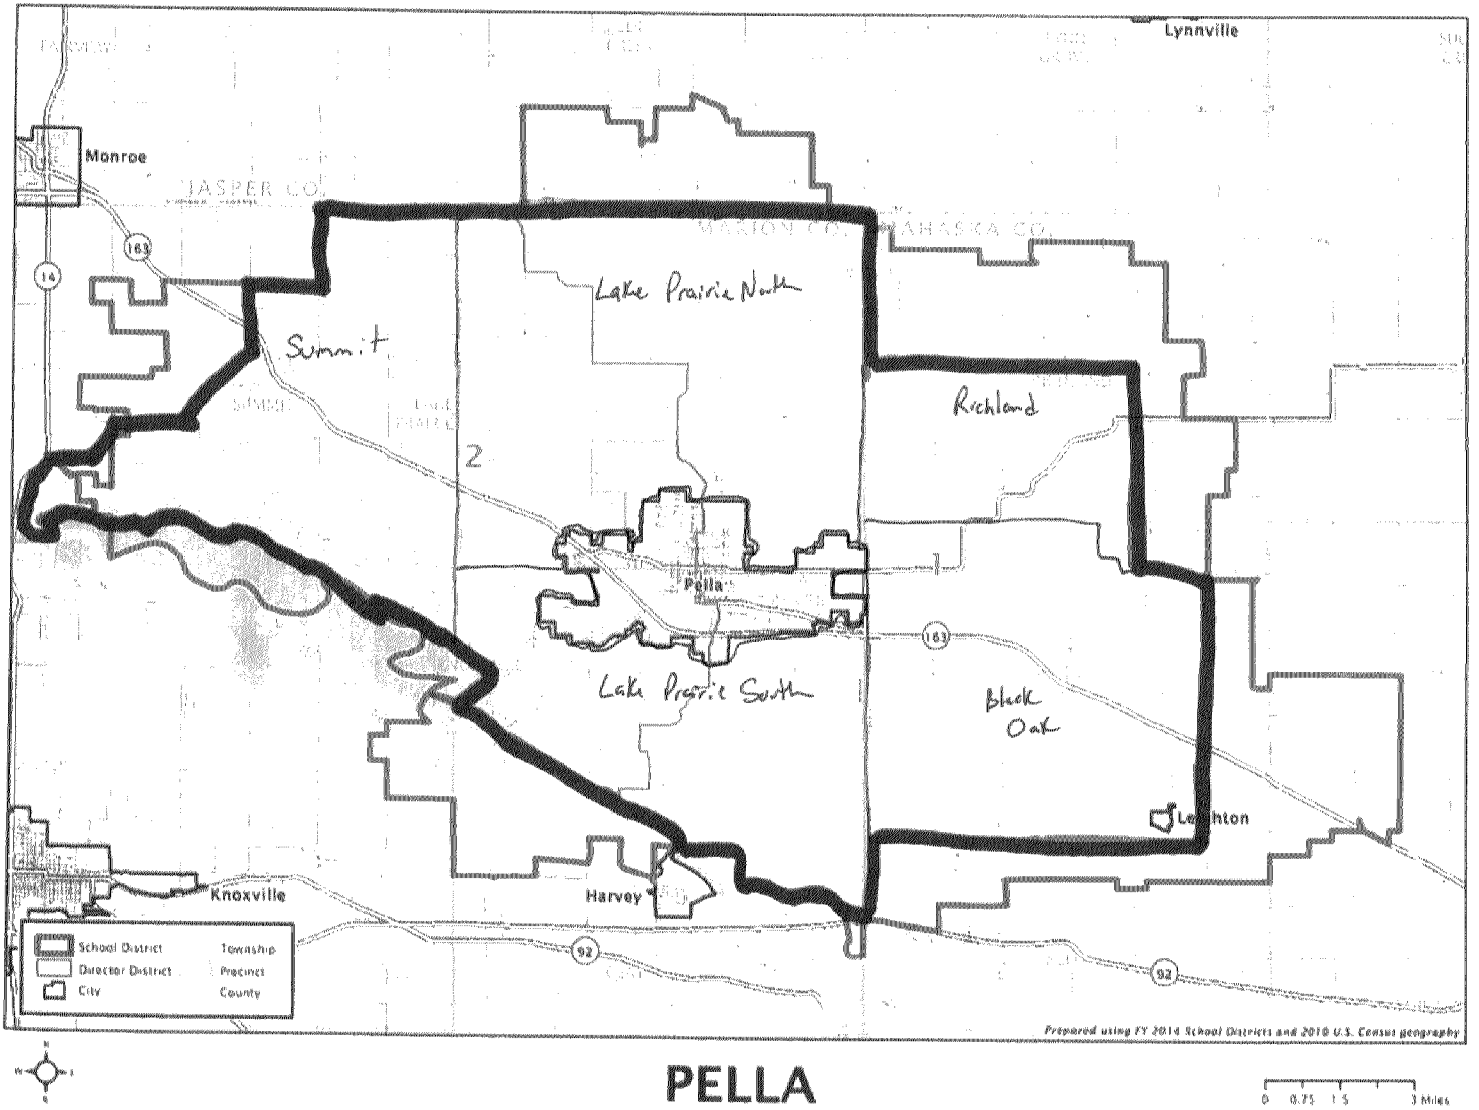 Lynnville
Monroe
JASPER CO.
MARION CO.
MAHASKA CO.
163
14
Lake Prairie North
Summit
SUMMIT
Richland
2
Pella
163
Lake Prairie South
Black
Oak
Leighton
Knoxville
Harvey
92
92
School District
Township
Director District
Precinct
City
County
Prepared using FY 2014 School Districts and 2010 U.S. Census geography
N
W
PELLA
0 0.75 1.5 3 Miles